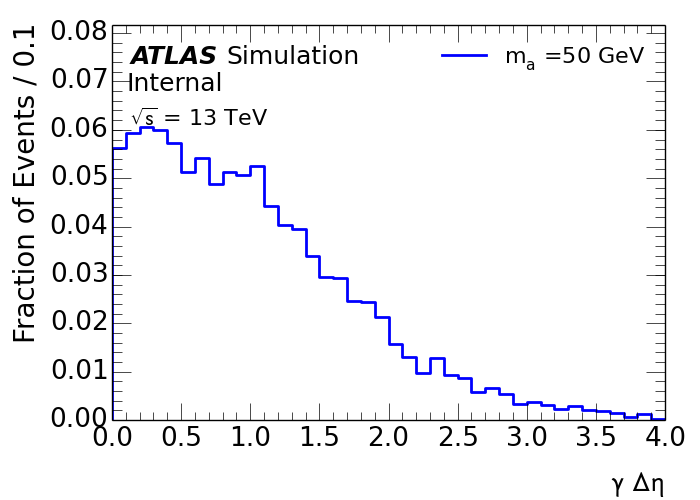 Fraction of Events / 0.1
0.08
0.07
0.06
0.05
0.04
0.03
0.02
0.01
0.00
ATLAS Simulation
Internal
√s = 13 TeV
mₐ =50 GeV
0.0 0.5 1.0 1.5 2.0 2.5 3.0 3.5 4.0
γ Δη